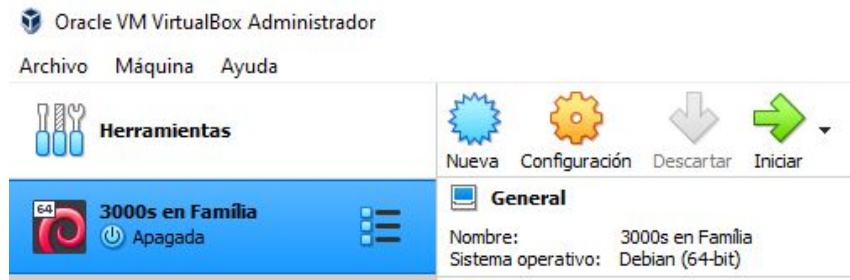 Oracle VM VirtualBox Administrador
Archivo Máquina Ayuda
Herramientas
Nueva Configuración Descartar Iniciar
64
3000s en Família
Apagada
General
Nombre: 3000s en Família
Sistema operativo: Debian (64-bit)